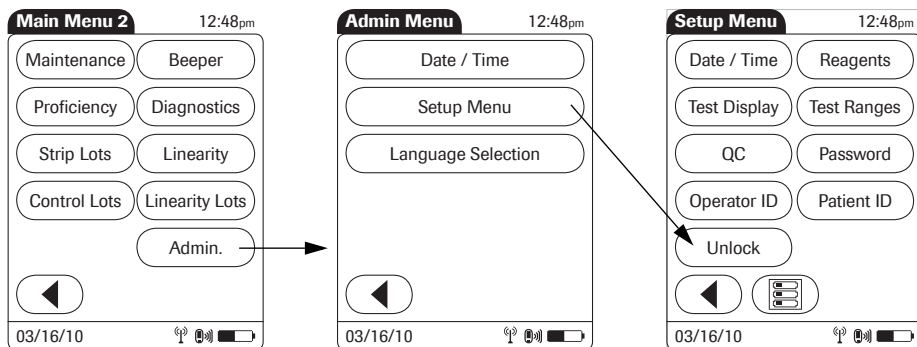 Main Menu 2 12:48pm
Maintenance Beeper
Proficiency Diagnostics
Strip Lots Linearity
Control Lots Linearity Lots
Admin.
03/16/10
Admin Menu 12:48pm
Date / Time
Setup Menu
Language Selection
03/16/10
Setup Menu 12:48pm
Date / Time Reagents
Test Display Test Ranges
QC Password
Operator ID Patient ID
Unlock
03/16/10